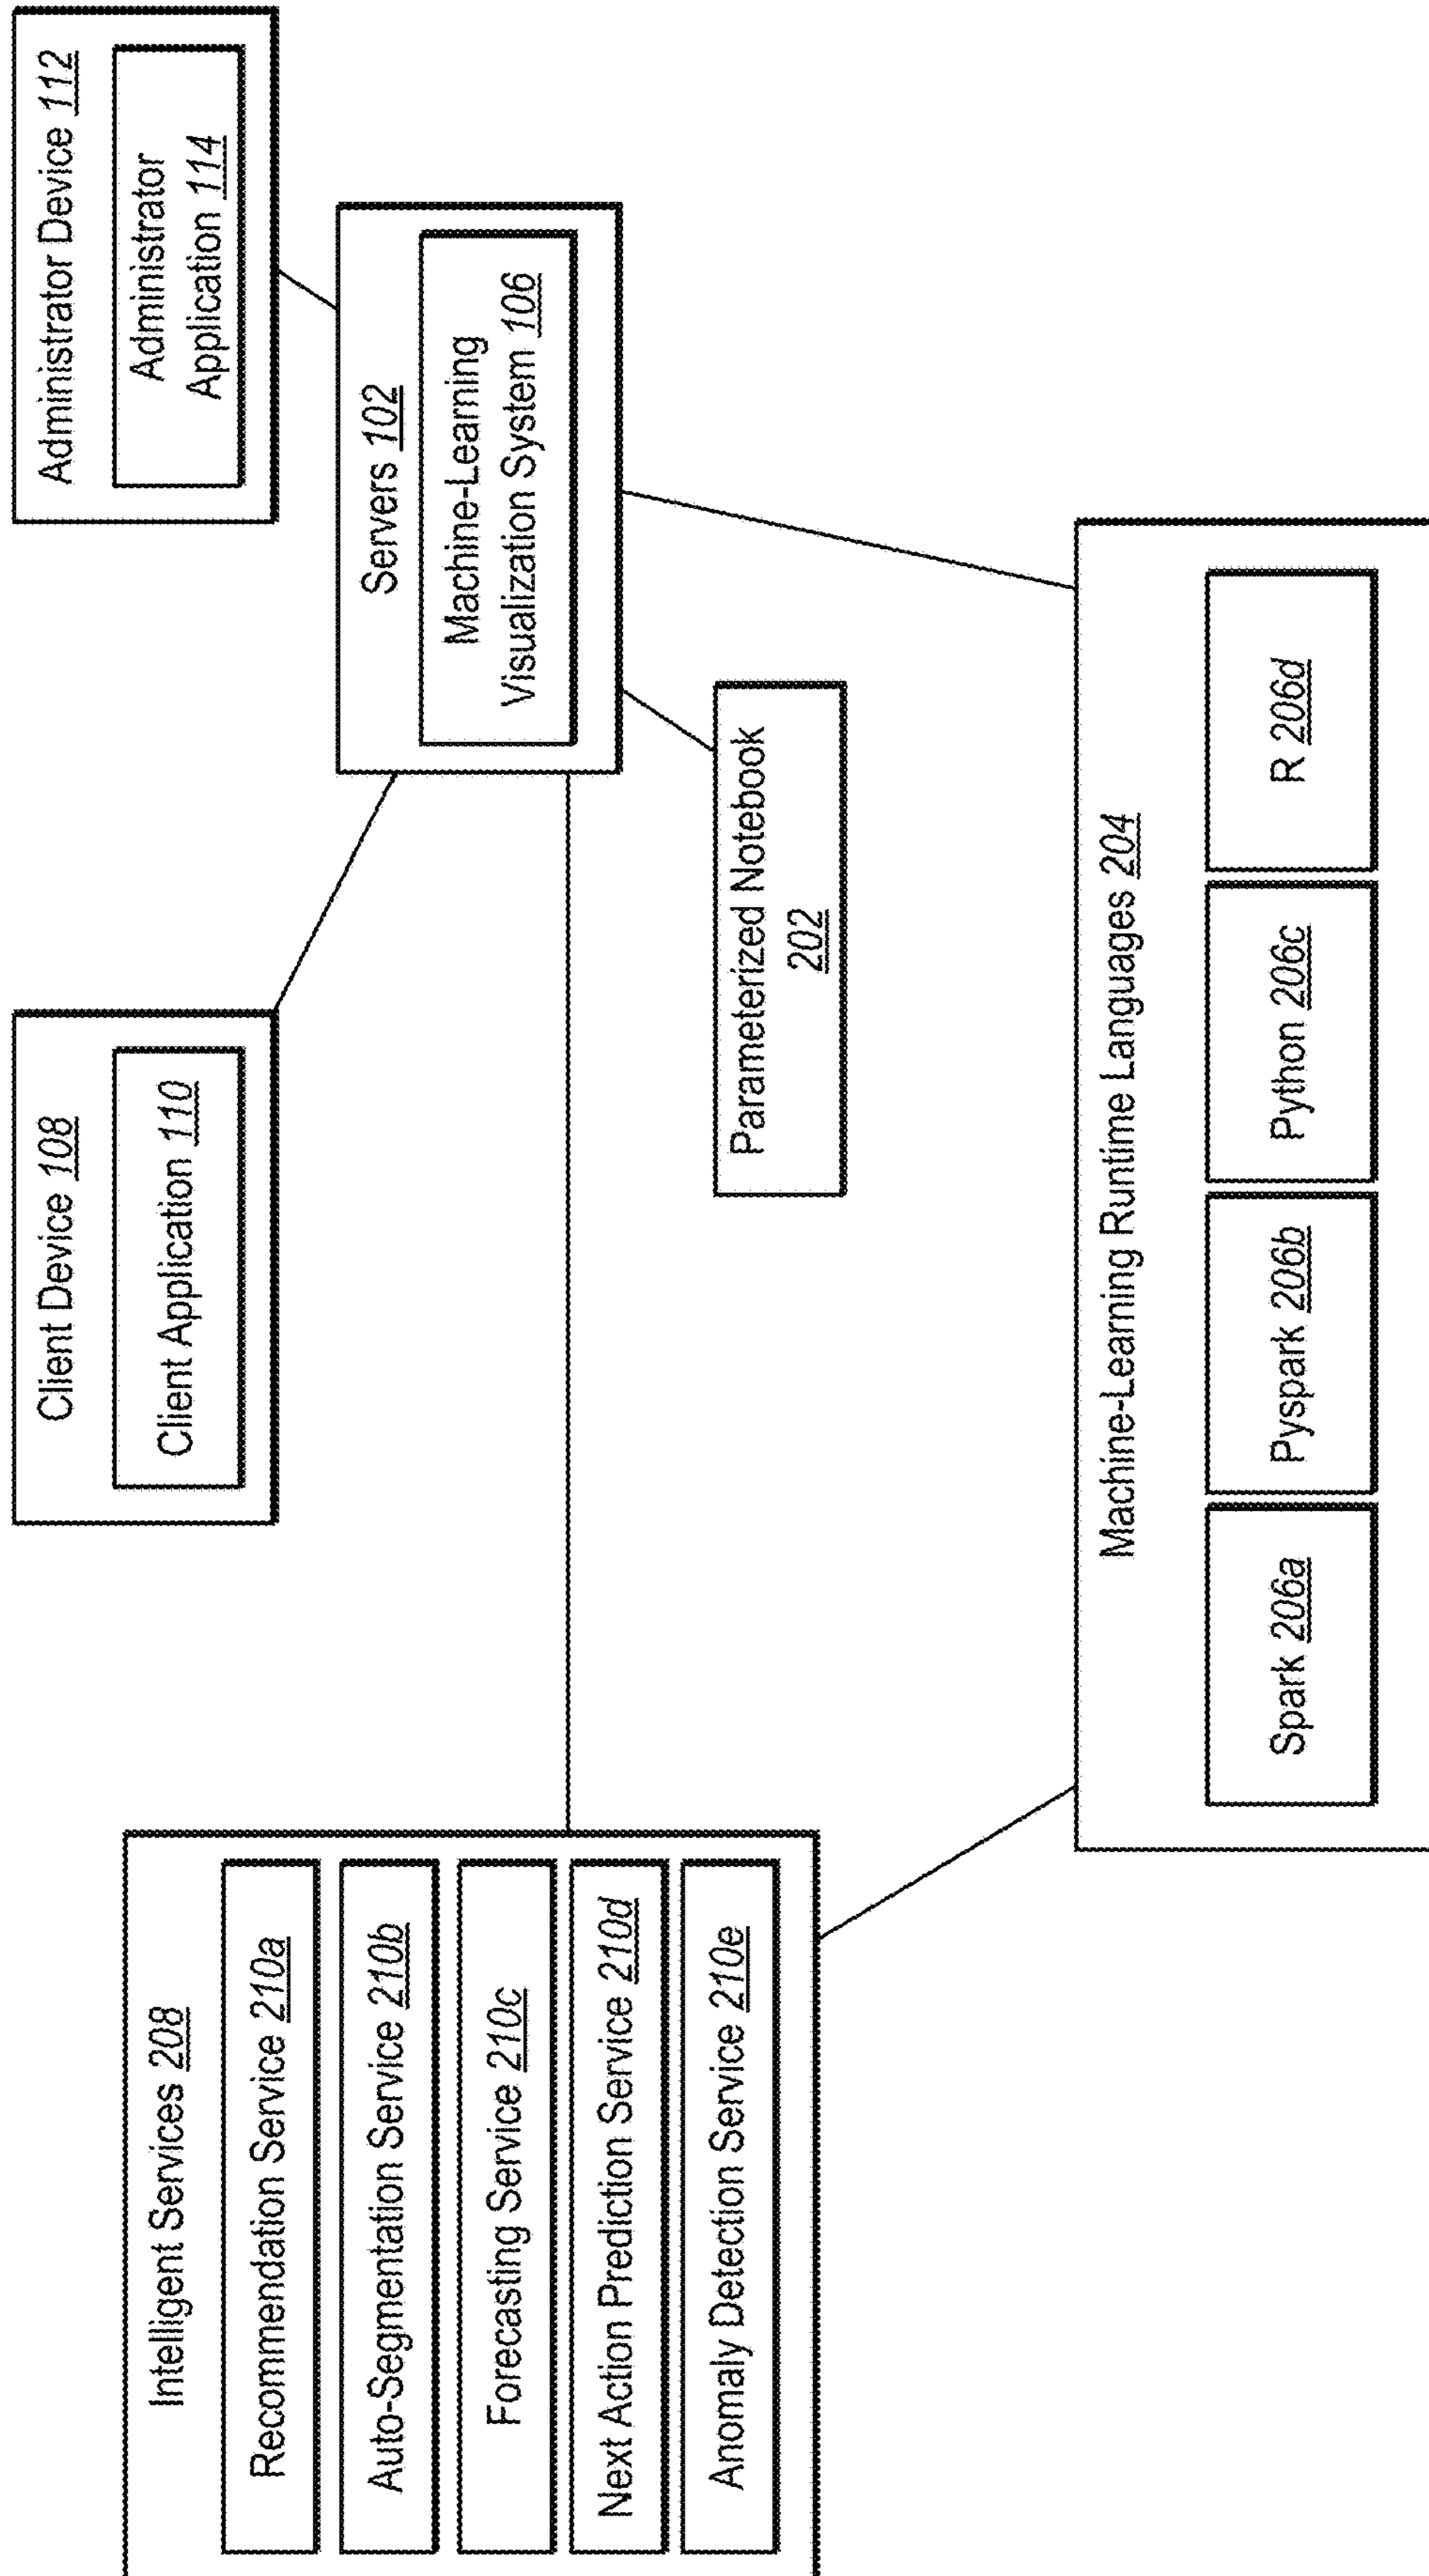 Client Device 108
Client Application 110
Administrator Device 112
Administrator
Application 114
Intelligent Services 208
Recommendation Service 210a
Auto-Segmentation Service 210b
Forecasting Service 210c
Next Action Prediction Service 210d
Anomaly Detection Service 210e
Servers 102
Machine-Learning
Visualization System 106
Parameterized Notebook
202
Machine-Learning Runtime Languages 204
Spark 206a
Pyspark 206b
Python 206c
R 206d